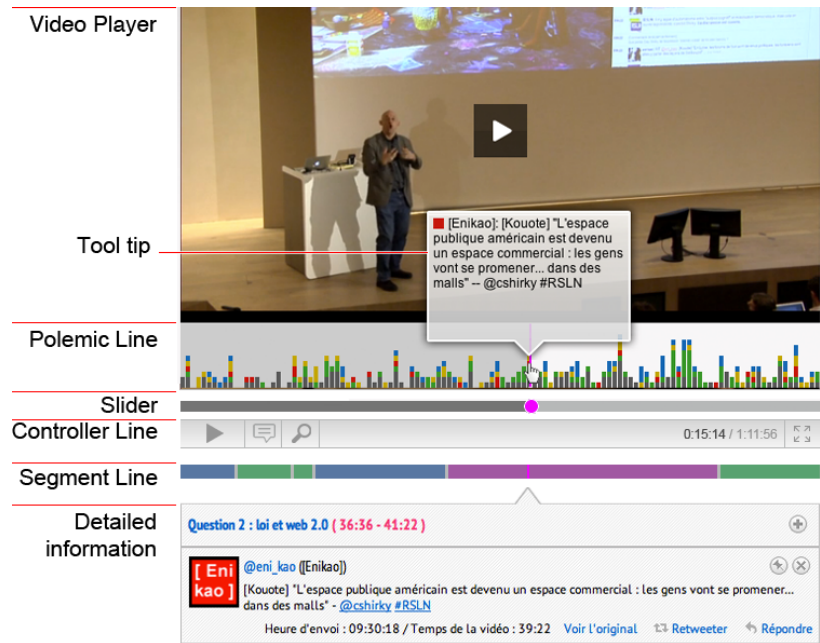 Video Player
Tool tip
[Enikao]: [Kouote] "L'espace
publique américain est devenu
un espace commercial : les gens
vont se promener... dans des
malls" -- @cshirky #RSLN
Polemic Line
Slider
Controller Line
0:15:14 / 1:11:56
Segment Line
Detailed
information
Question 2 : loi et web 2.0 ( 36:36 - 41:22 )
[ Eni
kao ]
@eni_kao ([Enikao])
[Kouote] "L'espace publique américain est devenu un espace commercial : les gens vont se promener...
dans des malls" - @cshirky #RSLN
Heure d'envoi : 09:30:18 / Temps de la vidéo : 39:22 Voir l'original Retweeter Répondre